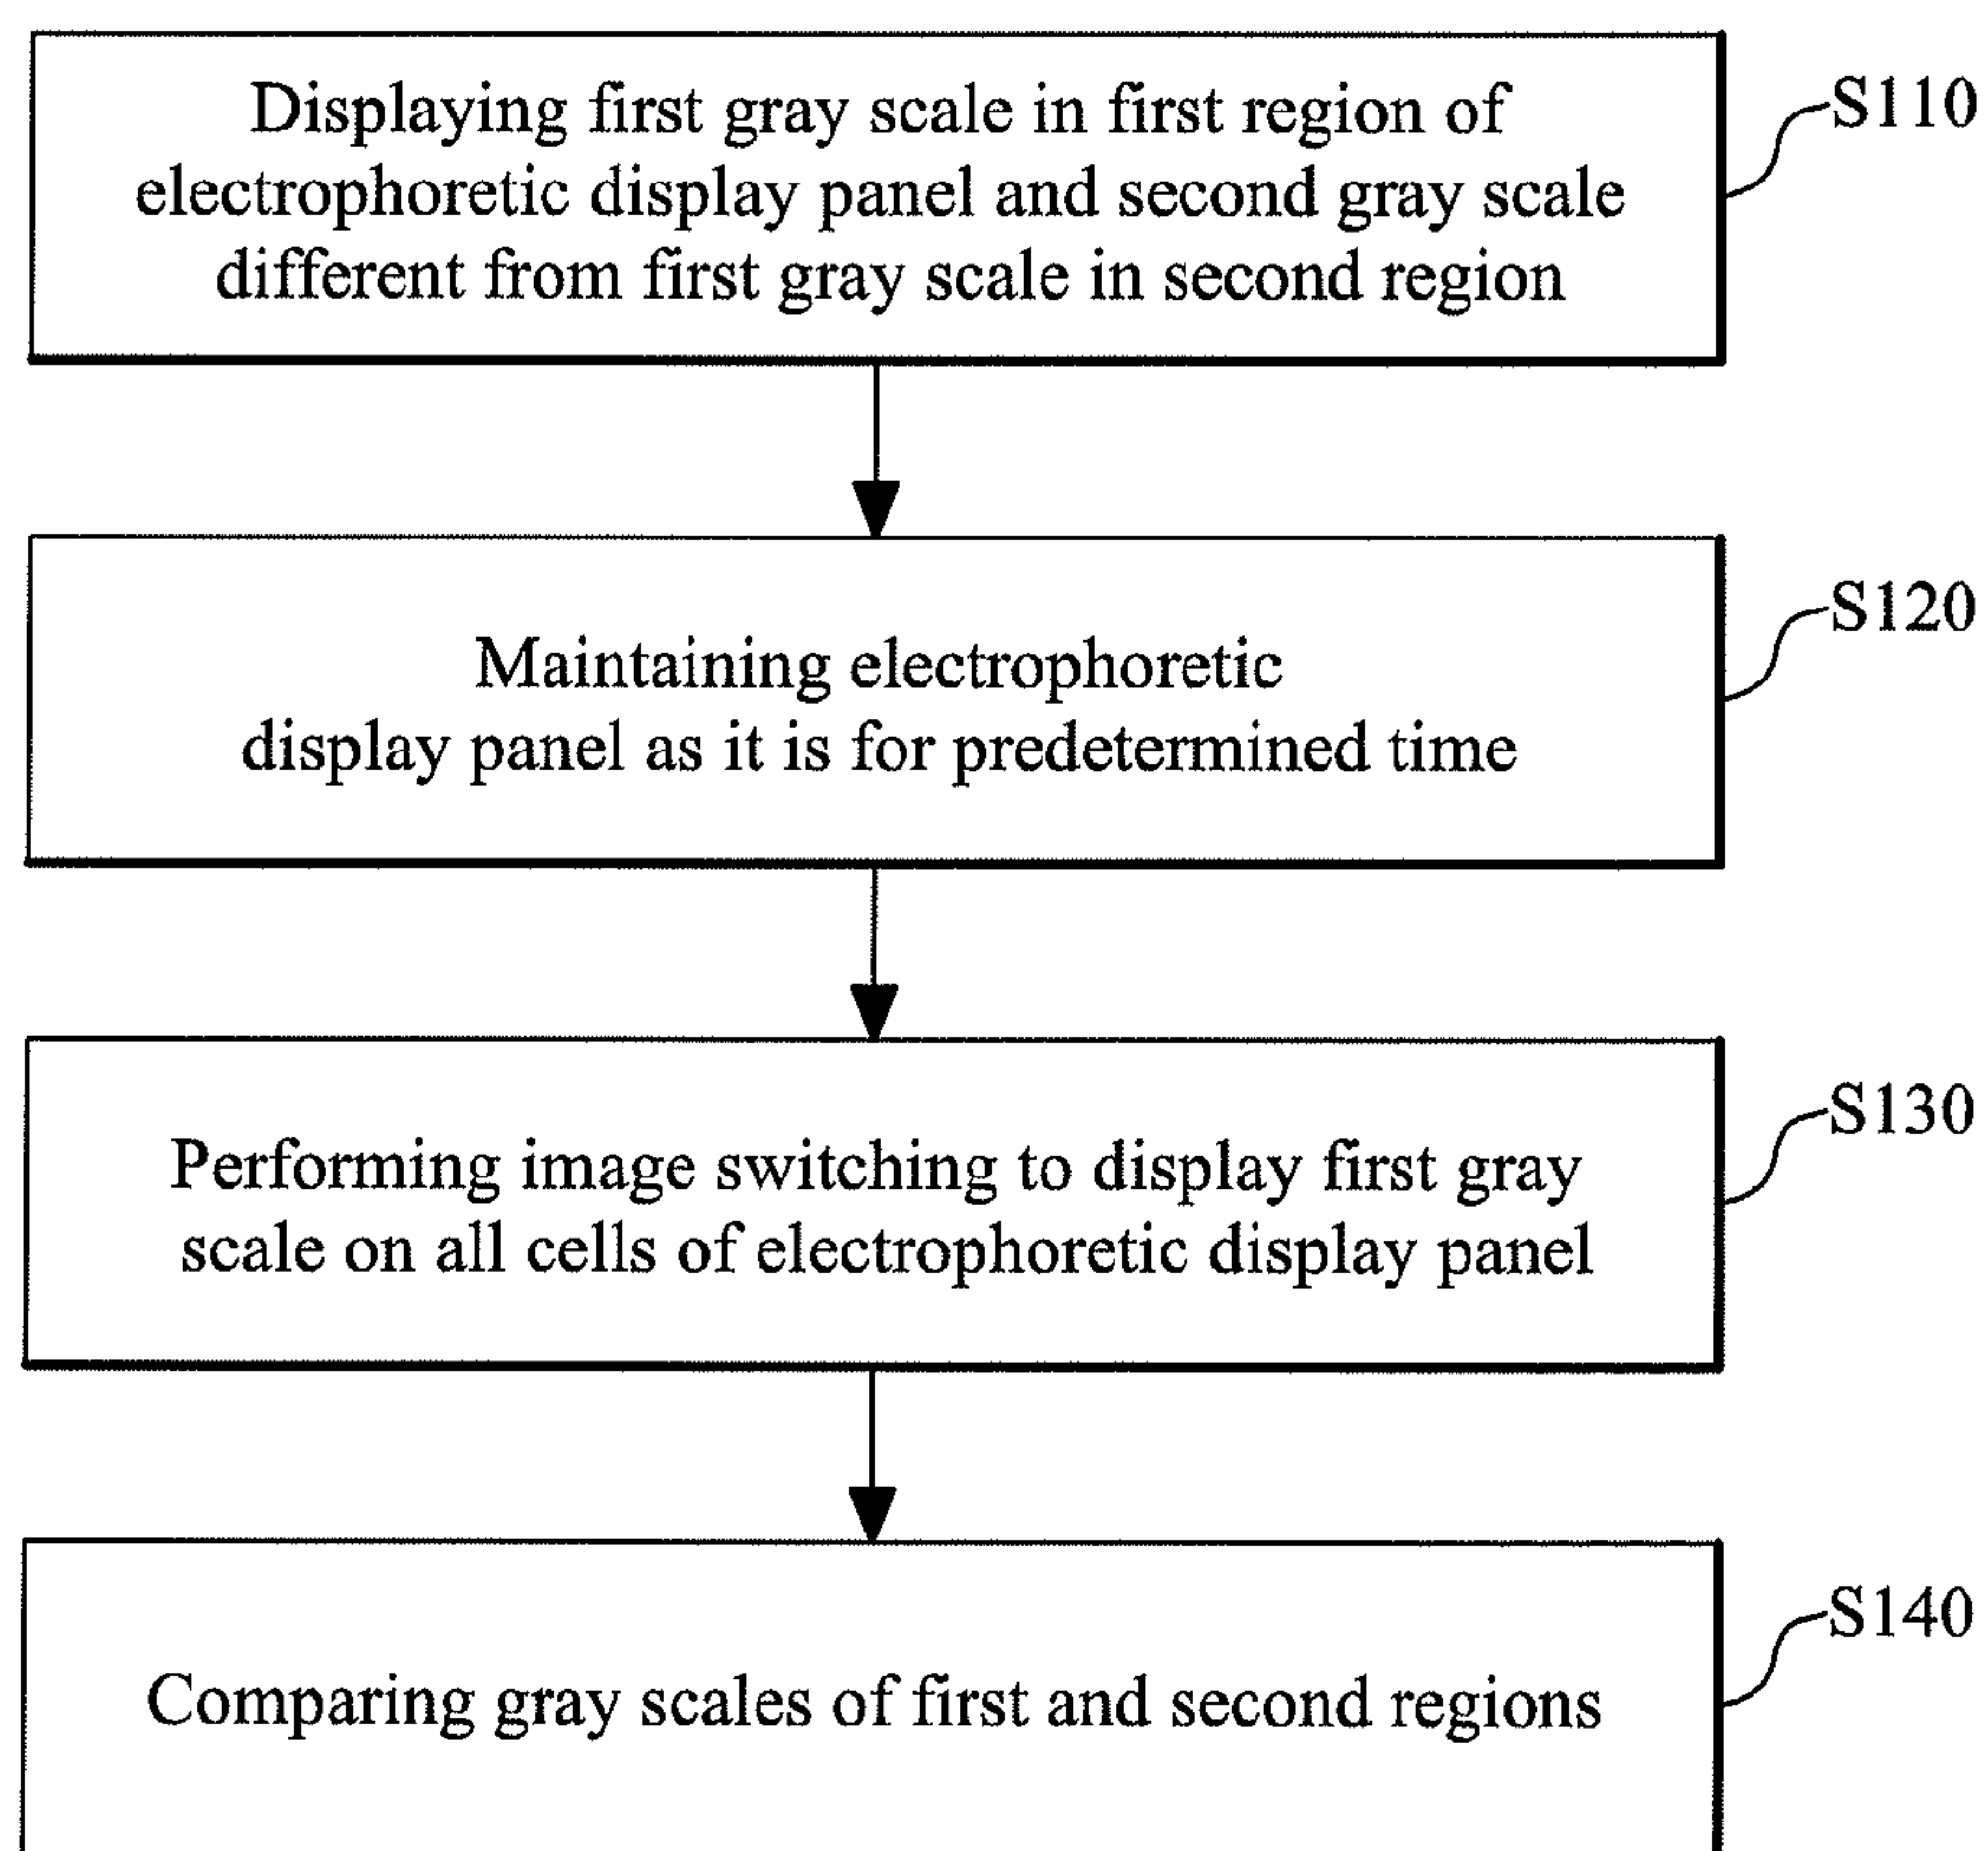 Displaying first gray scale in first region of
electrophoretic display panel and second gray scale
different from first gray scale in second region
S110
Maintaining electrophoretic
display panel as it is for predetermined time
S120
Performing image switching to display first gray
scale on all cells of electrophoretic display panel
S130
Comparing gray scales of first and second regions
S140